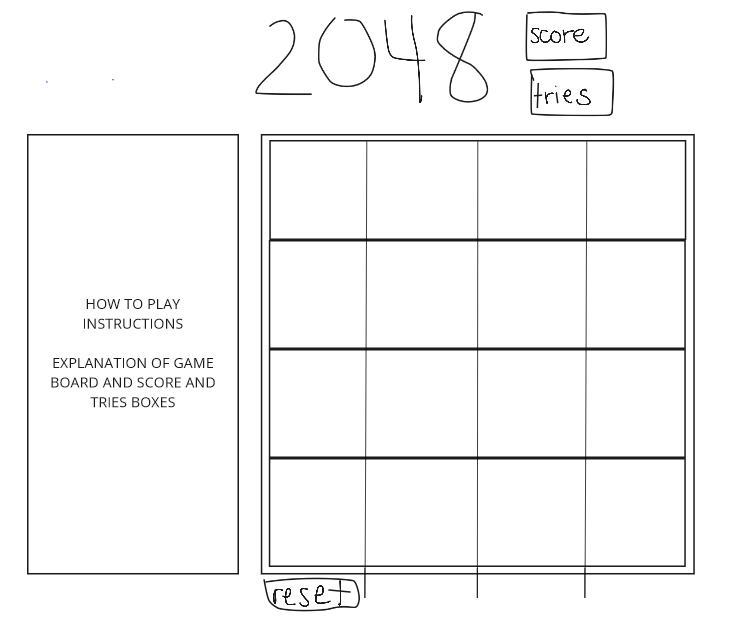 2048
score
tries
HOW TO PLAY
INSTRUCTIONS
EXPLANATION OF GAME
BOARD AND SCORE AND
TRIES BOXES
reset